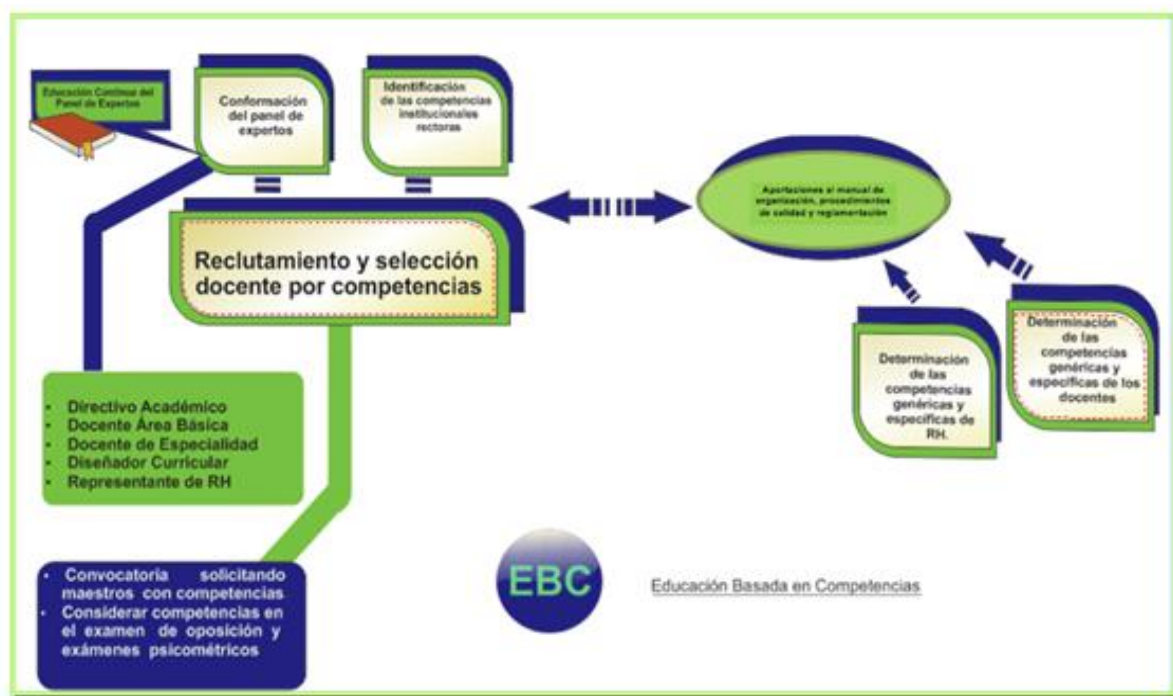 Educación Continua del
Panel de Expertos
Conformación
del panel de
expertos
Identificación
de las competencias
institucionales
rectoras
Aportaciones al manual de
organización, procedimientos
de calidad y reglamentación
Reclutamiento y selección
docente por competencias
Determinación
de las
competencias
genéricas y
específicas de
RH.
Determinación
de las
competencias
genéricas y
específicas de los
docentes
• Directivo Académico
• Docente Área Básica
• Docente de Especialidad
• Diseñador Curricular
• Representante de RH
• Convocatoria solicitando
maestros con competencias
• Considerar competencias en
el examen de oposición y
exámenes psicométricos
EBC
Educación Basada en Competencias